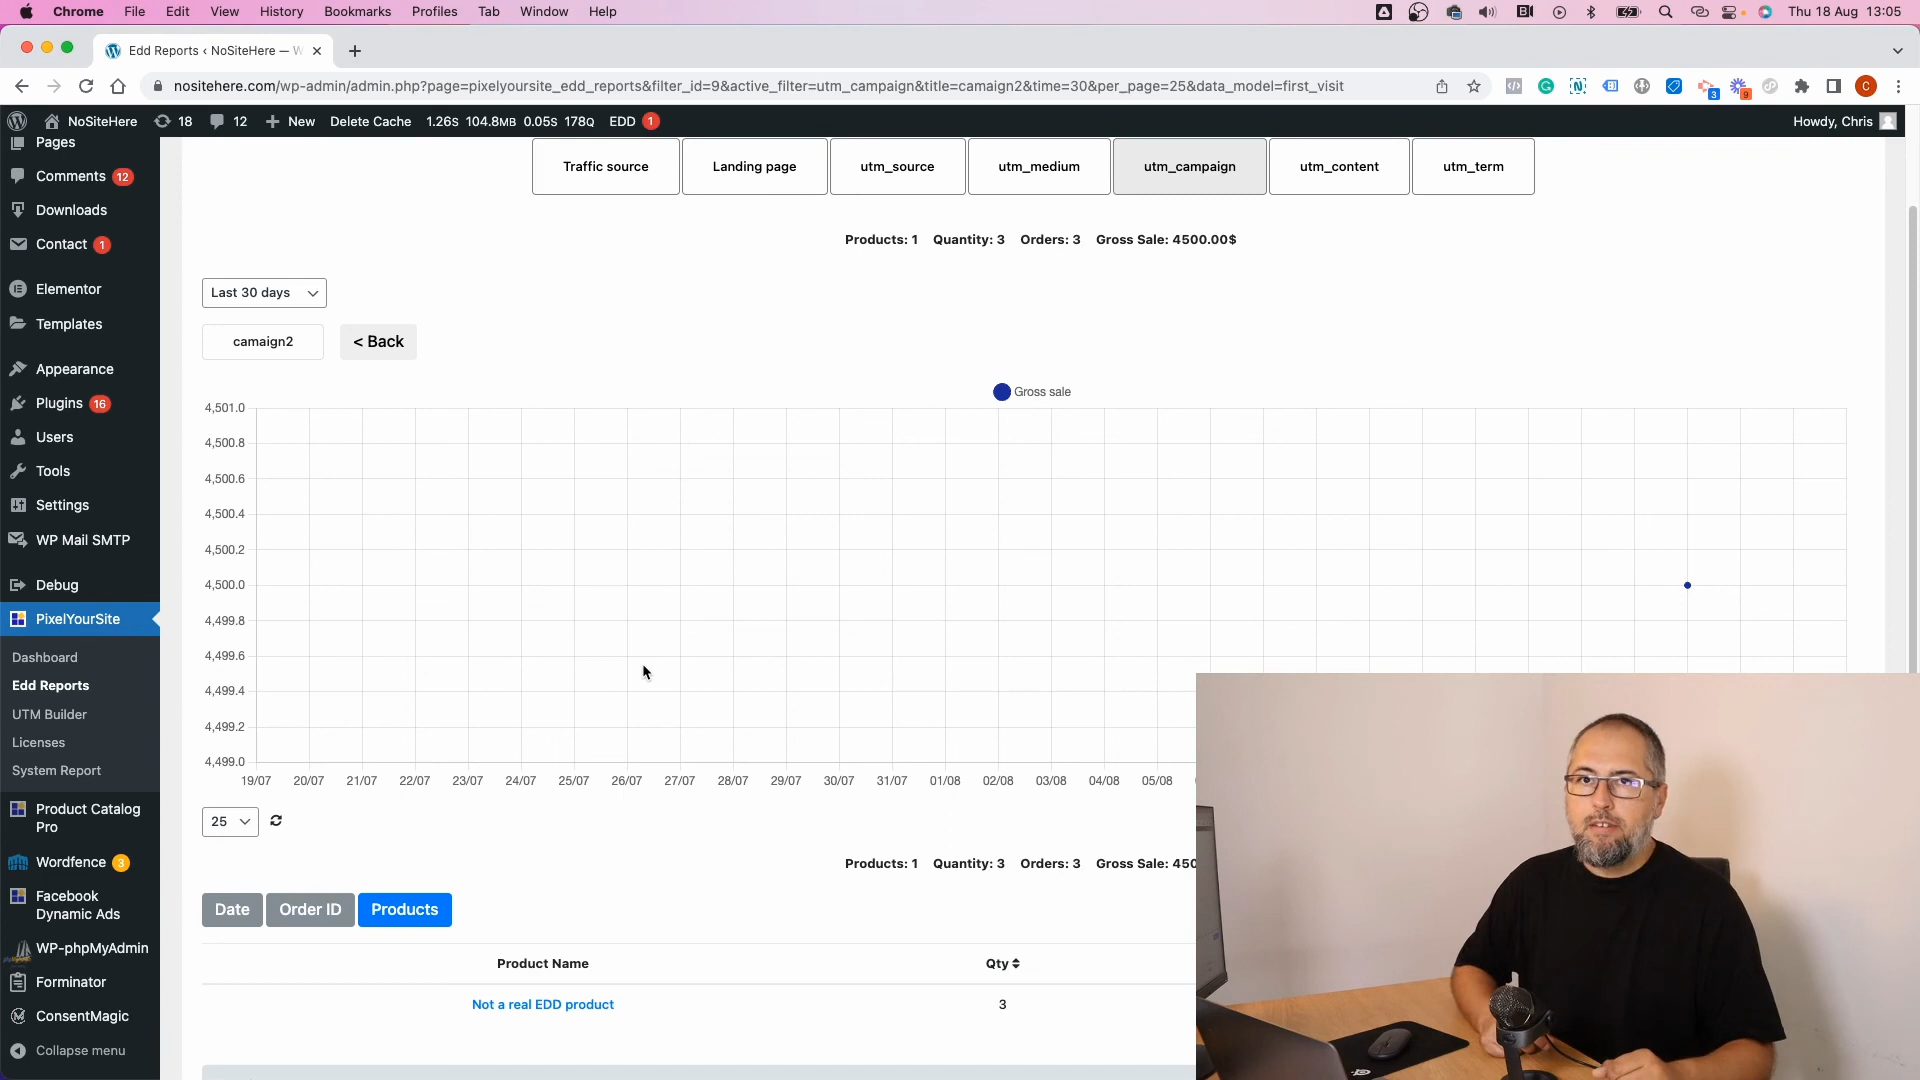 Chrome File Edit View History Bookmarks Profiles Tab Window Help Thu 18 Aug 13:05
Edd Reports ‹ NoSiteHere — W
nositehere.com/wp-admin/admin.php?page=pixelyoursite_edd_reports&filter_id=9&active_filter=utm_campaign&title=camaign2&time=30&per_page=25&data_model=first_visit
3 9 C
NoSiteHere 18 12 New Delete Cache 1.26S 104.8MB 0.05S 178Q EDD 1 Howdy, Chris
Pages
Comments 12
Downloads
Contact 1
Elementor
Templates
Appearance
Plugins 16
Users
Tools
Settings
WP Mail SMTP
Debug
PixelYourSite
Dashboard
Edd Reports
UTM Builder
Licenses
System Report
Product Catalog
Pro
Wordfence 3
Facebook
Dynamic Ads
WP-phpMyAdmin
Forminator
ConsentMagic
Collapse menu
Traffic source Landing page utm_source utm_medium utm_campaign utm_content utm_term
Products: 1 Quantity: 3 Orders: 3 Gross Sale: 4500.00$
Last 30 days
camaign2 < Back
Gross sale
4,501.0
4,500.8
4,500.6
4,500.4
4,500.2
4,500.0
4,499.8
4,499.6
4,499.4
4,499.2
4,499.0
19/07 20/07 21/07 22/07 23/07 24/07 25/07 26/07 27/07 28/07 29/07 30/07 31/07 01/08 02/08 03/08 04/08 05/08
25
Products: 1 Quantity: 3 Orders: 3 Gross Sale: 450
Date Order ID Products
Product Name Qty
Not a real EDD product 3